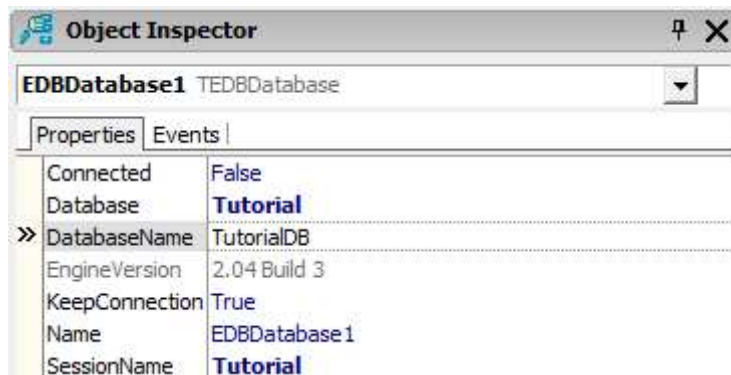 Object Inspector
EDBDatabase1 TEDBDatabase
Properties Events
Connected False
Database Tutorial
DatabaseName TutorialDB
EngineVersion 2.04 Build 3
KeepConnection True
Name EDBDatabase1
SessionName Tutorial